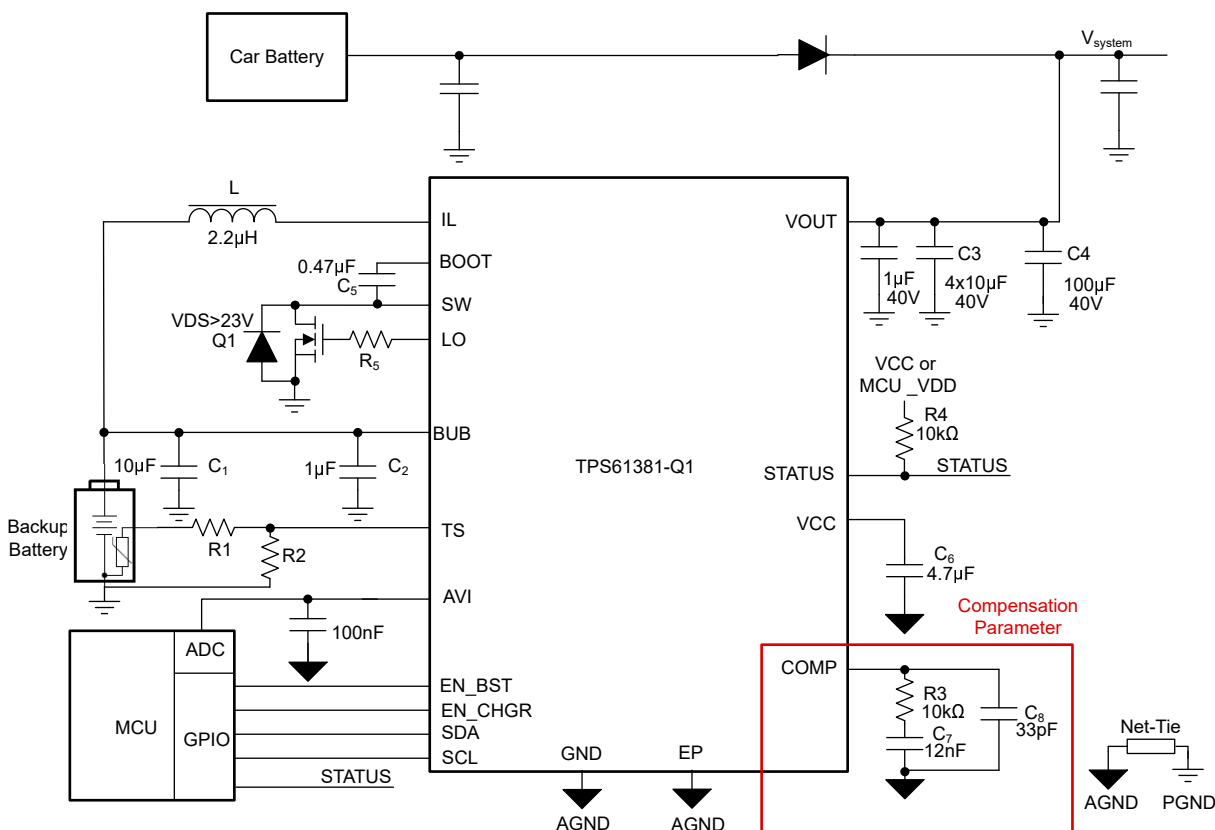 Car Battery
Vsystem
L
2.2µH
IL
VOUT
BOOT
0.47µF
C5
SW
VDS>23V
Q1
LO
R5
1µF
40V
C3
4x10µF
40V
C4
100µF
40V
VCC or
MCU _VDD
R4
10kΩ
BUB
10µF
C1
1µF
C2
TPS61381-Q1
STATUS
STATUS
Backup
Battery
R1
R2
TS
VCC
C6
4.7µF
AVI
100nF
Compensation
Parameter
ADC
MCU
GPIO
EN_BST
EN_CHGR
SDA
SCL
STATUS
COMP
R3
10kΩ
C7
12nF
C8
33pF
GND
EP
AGND
AGND
Net-Tie
AGND
PGND